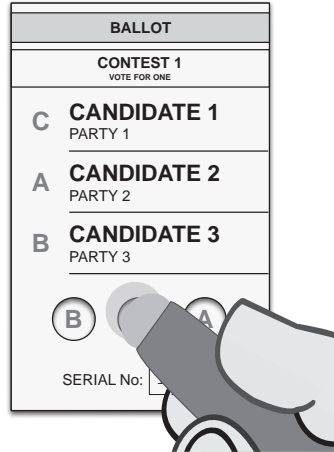 BALLOT
CONTEST 1
VOTE FOR ONE
C CANDIDATE 1
PARTY 1
A CANDIDATE 2
PARTY 2
B CANDIDATE 3
PARTY 3
B A
SERIAL No: